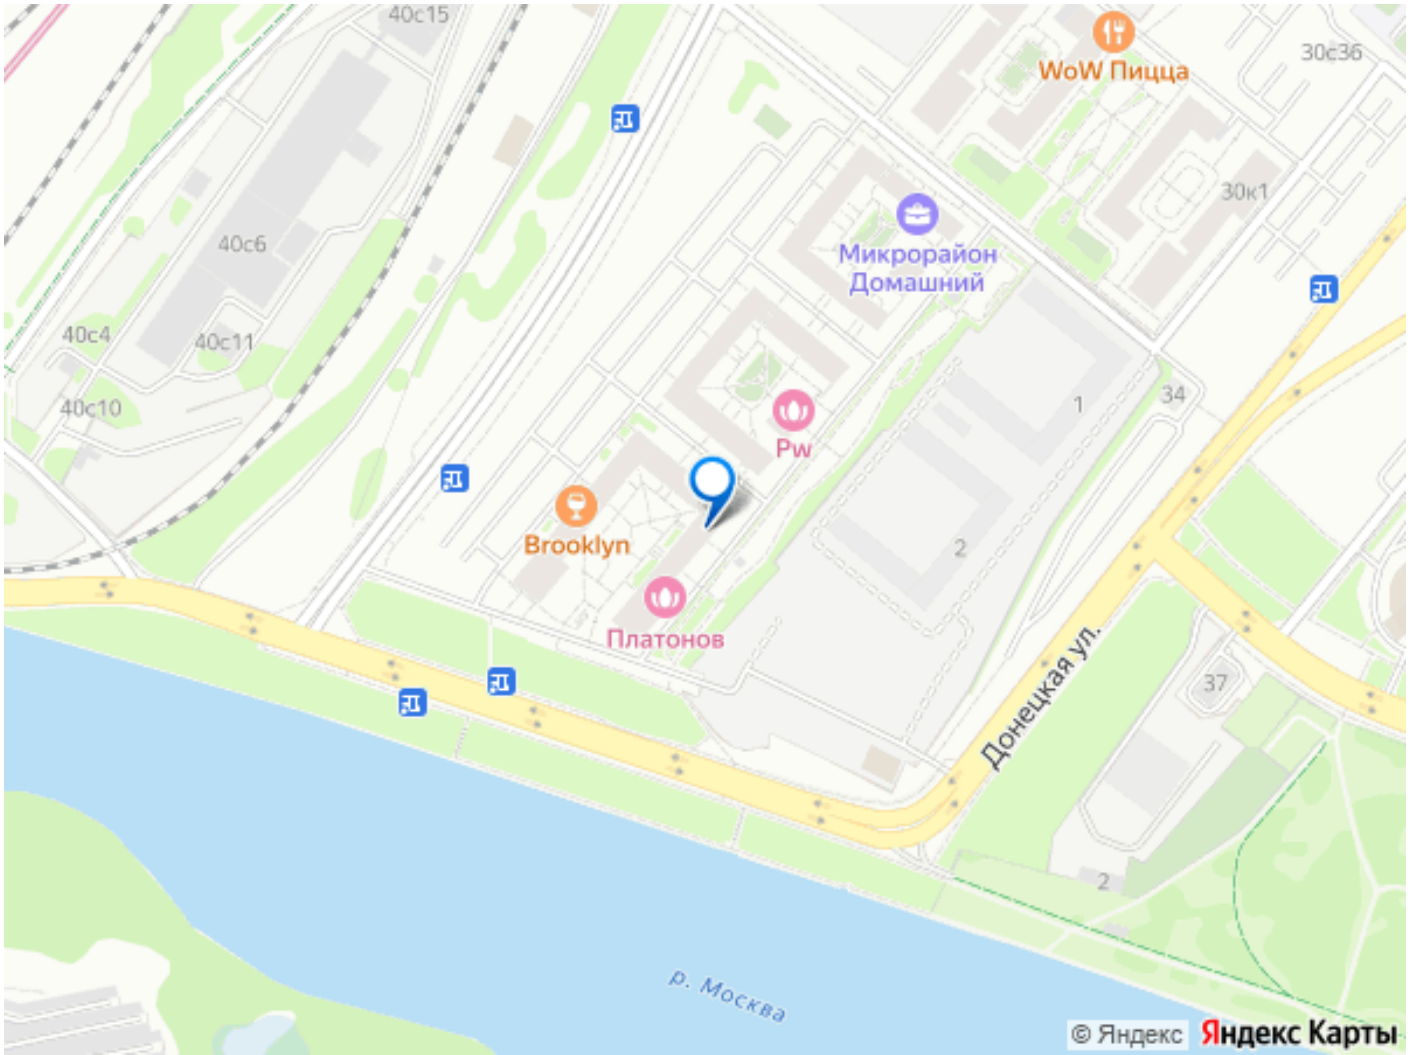 40с15
WoW Пицца
30с36
30к1
Микрорайон
Домашний
40с6
40с4
40с11
40с10
1
34
Pw
2
Brooklyn
Платонов
Донецкая ул.
37
2
р. Москва
© Яндекс Яндекс Карты